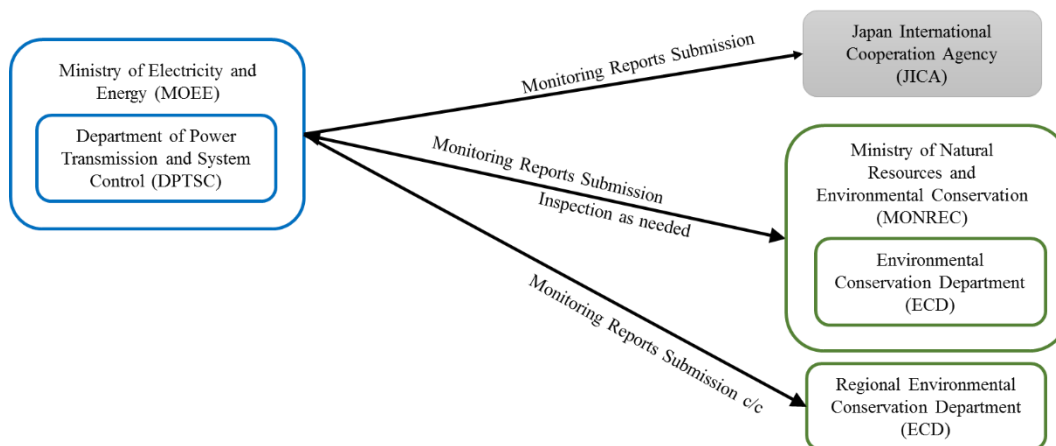 Ministry of Electricity and
Energy (MOEE)
Department of Power
Transmission and System
Control (DPTSC)
Monitoring Reports Submission
Japan International
Cooperation Agency
(JICA)
Monitoring Reports Submission
Inspection as needed
Ministry of Natural
Resources and
Environmental Conservation
(MONREC)
Environmental
Conservation Department
(ECD)
Monitoring Reports Submission c/c
Regional Environmental
Conservation Department
(ECD)